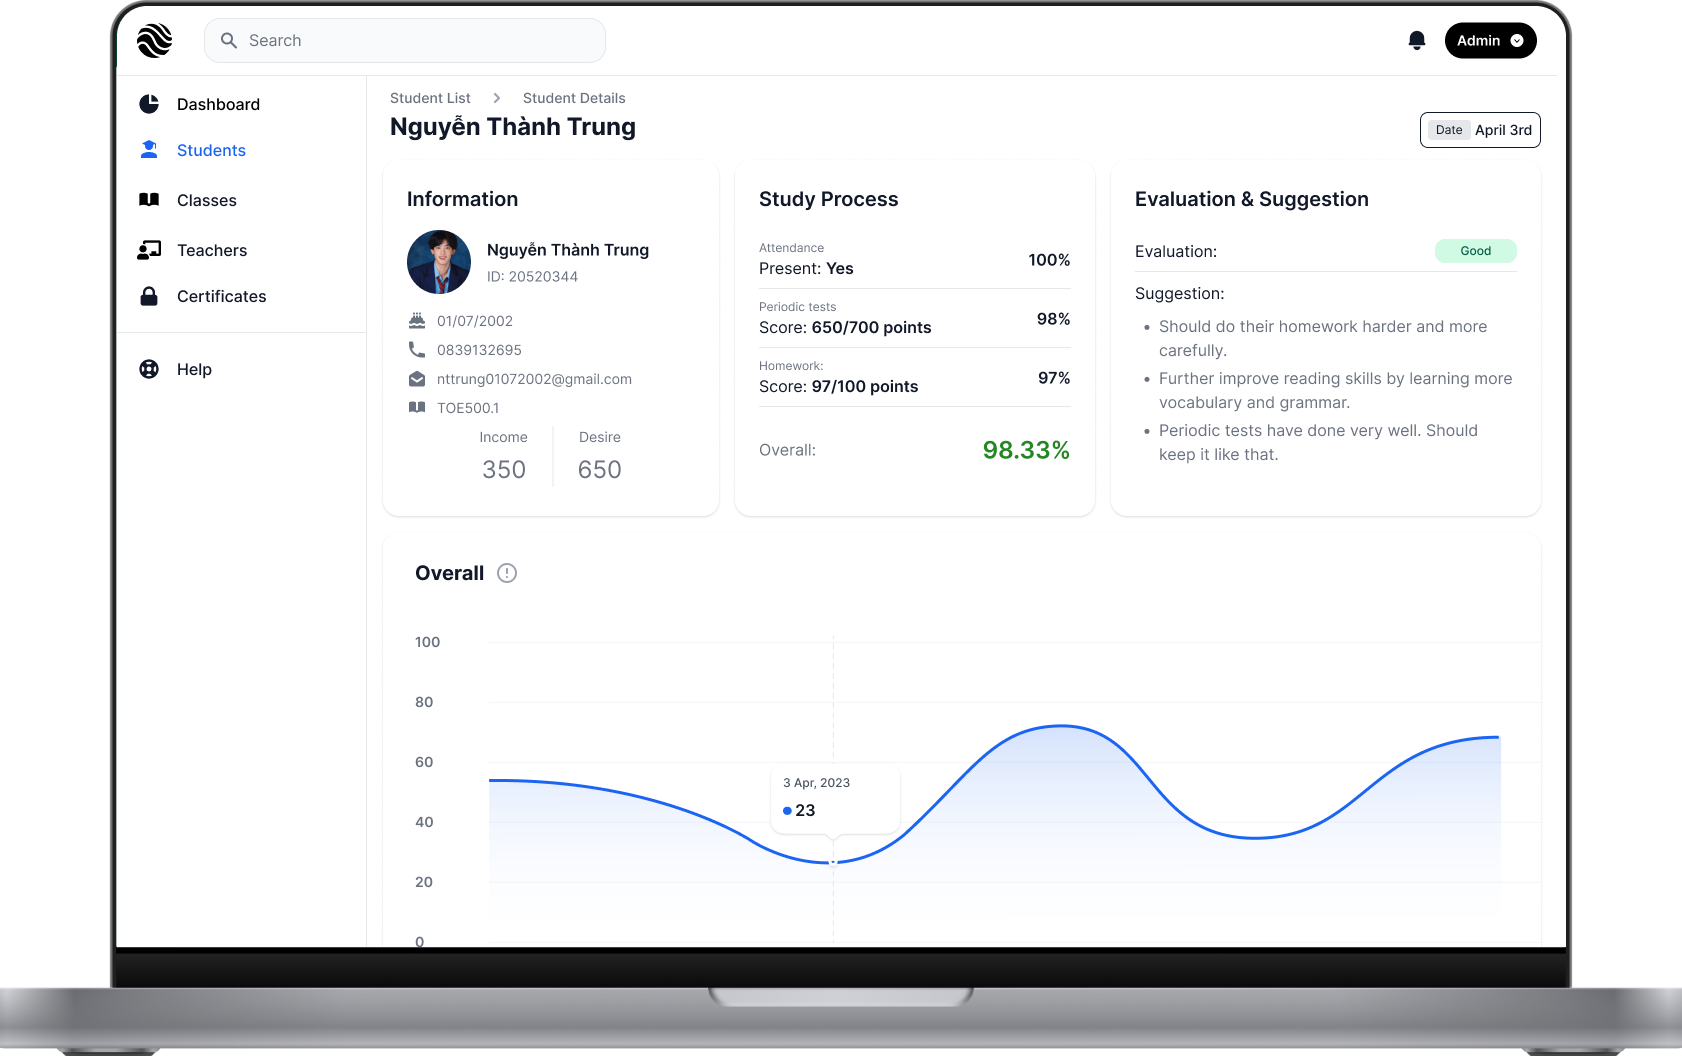 Search
Admin
Dashboard
Students
Classes
Teachers
Certificates
Help
Student List
Student Details
Nguyễn Thành Trung
Date April 3rd
Information
Nguyễn Thành Trung
ID: 20520344
01/07/2002
0839132695
nttrung01072002@gmail.com
TOE500.1
Income
350
Desire
650
Study Process
Attendance
Present: Yes
100%
Periodic tests
Score: 650/700 points
98%
Homework:
Score: 97/100 points
97%
Overall:
98.33%
Evaluation & Suggestion
Evaluation:
Good
Suggestion:
• Should do their homework harder and more
carefully.
• Further improve reading skills by learning more
vocabulary and grammar.
• Periodic tests have done very well. Should
keep it like that.
Overall
100
80
60
40
20
0
3 Apr, 2023
23